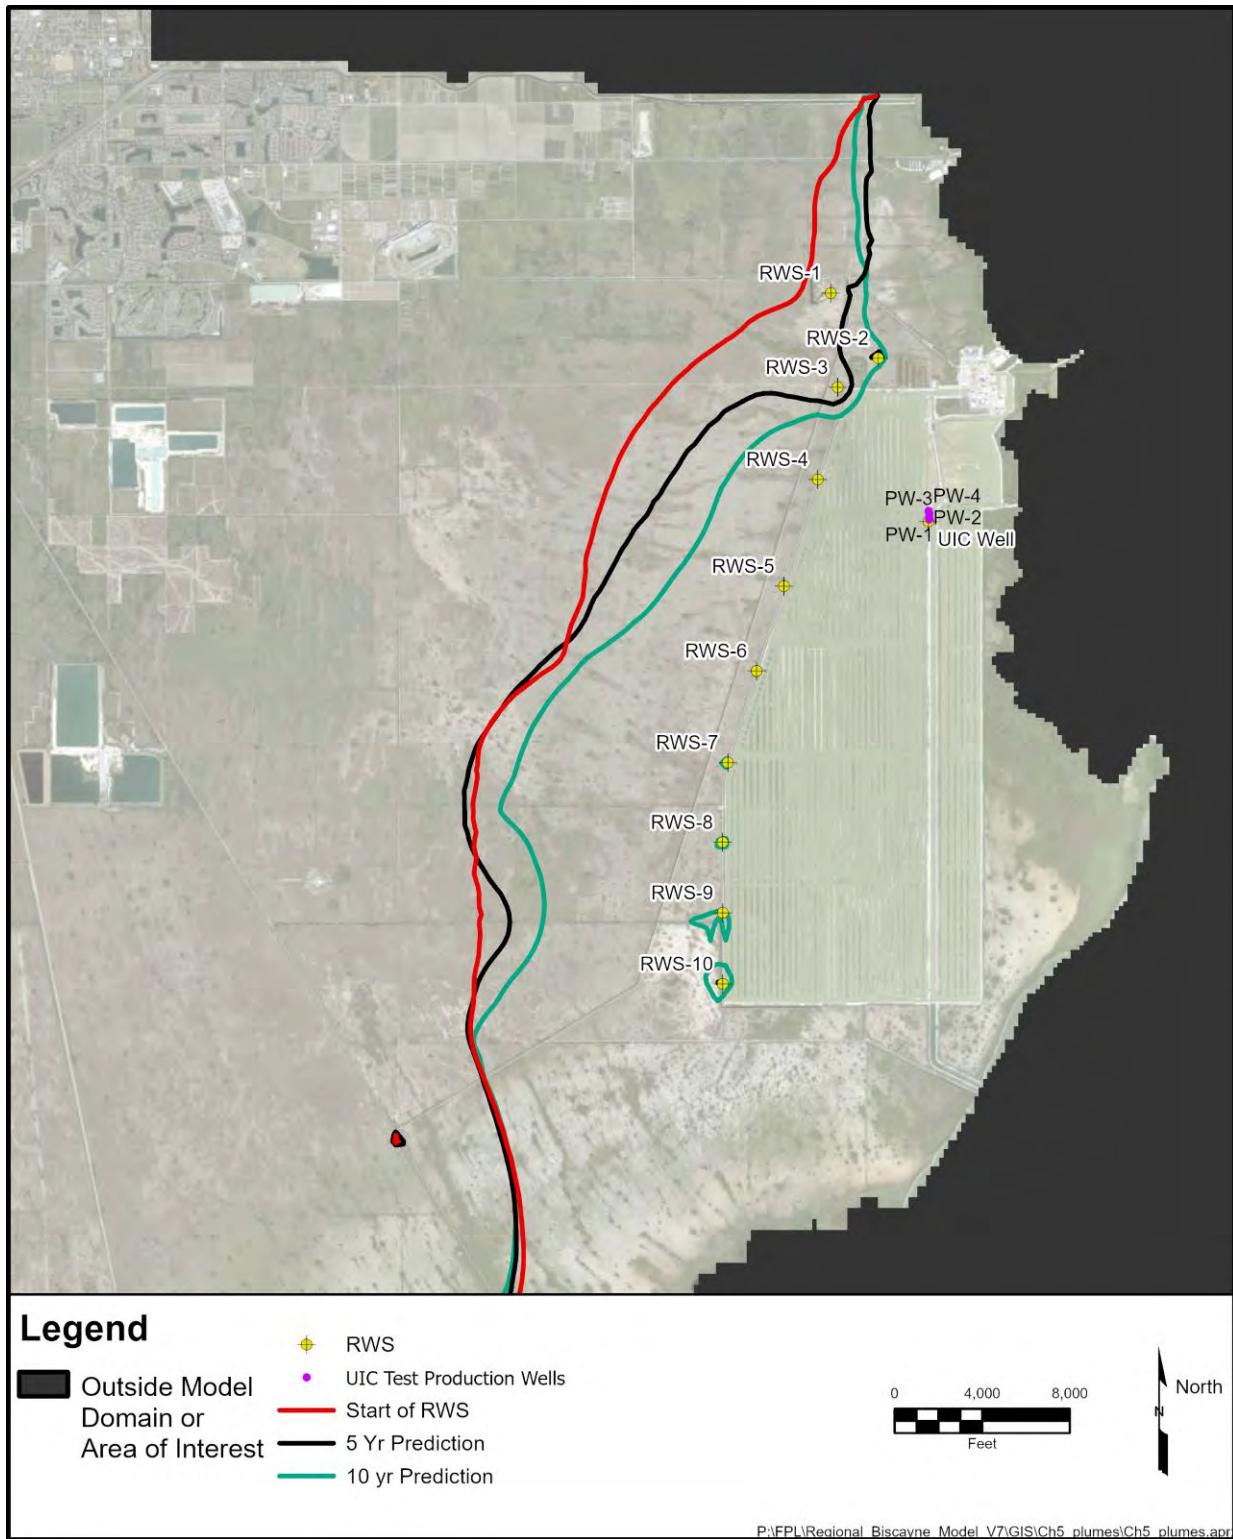 RWS-1
RWS-2
RWS-3
RWS-4
PW-3 PW-4
PW-2
PW-1 UIC Well
RWS-5
RWS-6
RWS-7
RWS-8
RWS-9
RWS-10
Legend
RWS
UIC Test Production Wells
Outside Model
Domain or
Area of Interest
Start of RWS
5 Yr Prediction
10 yr Prediction
0 4,000 8,000
Feet
North
N
P:\FPL\Regional_Biscayne_Model_V7\GIS\Ch5_plumes\Ch5_plumes.apr